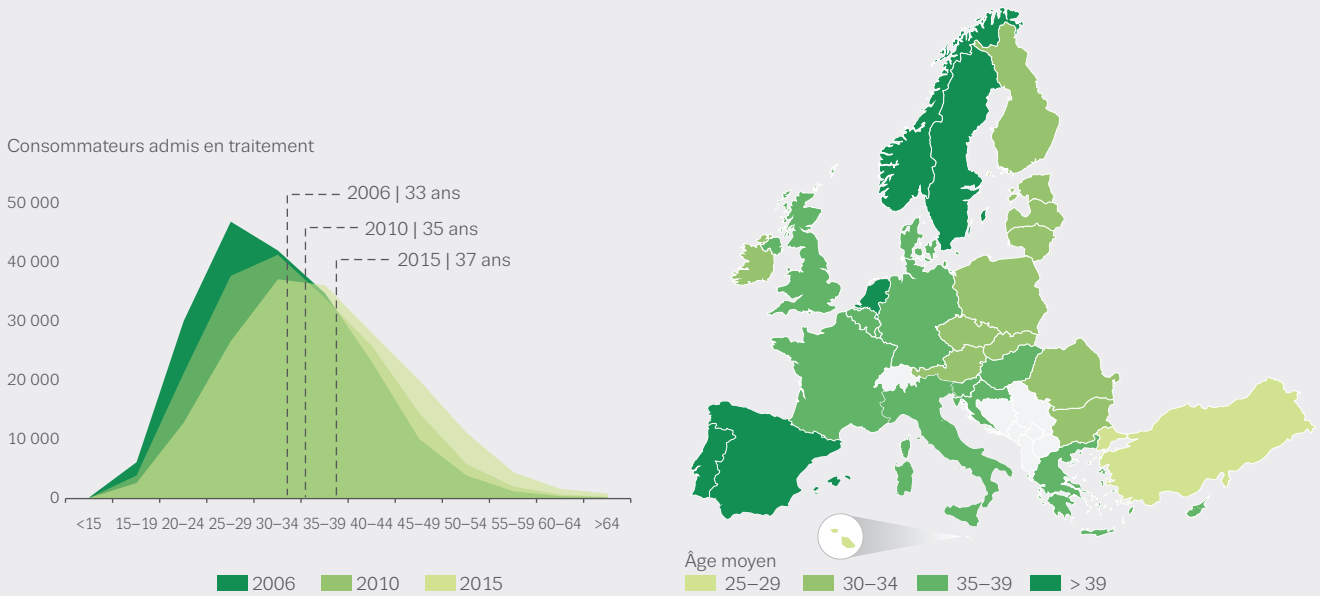 Consommateurs admis en traitement
50 000
40 000
30 000
20 000
10 000
0
2006 | 33 ans
2010 | 35 ans
2015 | 37 ans
<15 15–19 20–24 25–29 30–34 35–39 40–44 45–49 50–54 55–59 60–64 >64
2006 2010 2015
Âge moyen
25–29 30–34 35–39 > 39